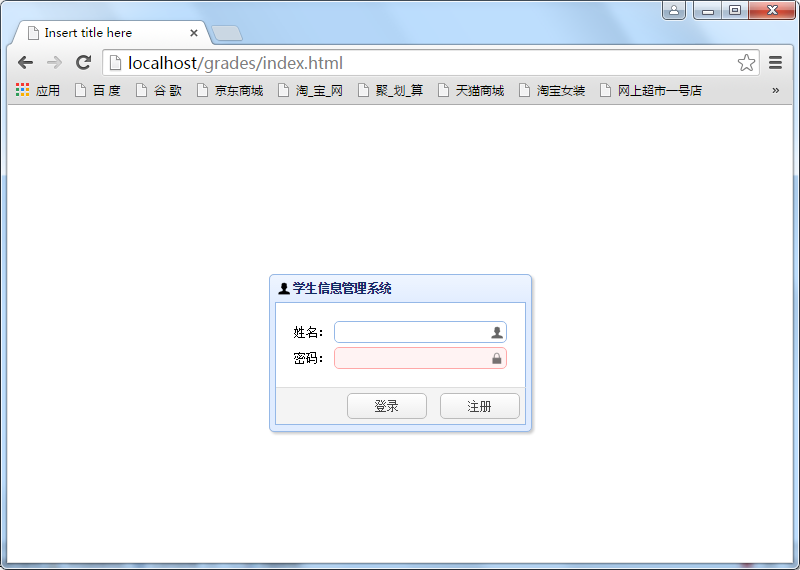 Insert title here
localhost/grades/index.html
应用 百 度 谷 歌 京东商城 淘_宝_网 聚_划_算 天猫商城 淘宝女装 网上超市一号店 »
学生信息管理系统
姓名：
密码：
登录 注册